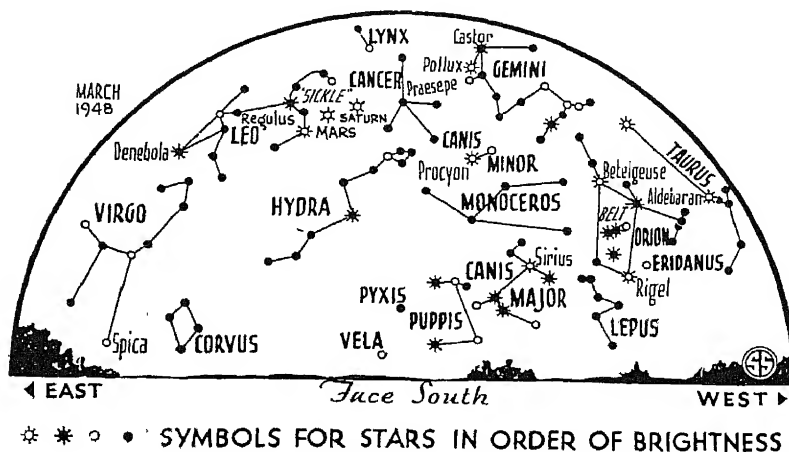 LYNX
Castor
Pollux
GEMINI
CANCER
Praesepe
MARCH
1948
"SICKLE"
Regulus
SATURN
MARS
LEO
Denebola
CANIS
MINOR
Procyon
TAURUS
Betelgeuse
Aldebaran
VIRGO
HYDRA
MONOCEROS
BELT
ORION
ERIDANUS
Sirius
CANIS
MAJOR
Rigel
PYXIS
PUPPIS
LEPUS
Spica
CORVUS
VELA
SS
◄ EAST
Face South
WEST ►
SYMBOLS FOR STARS IN ORDER OF BRIGHTNESS